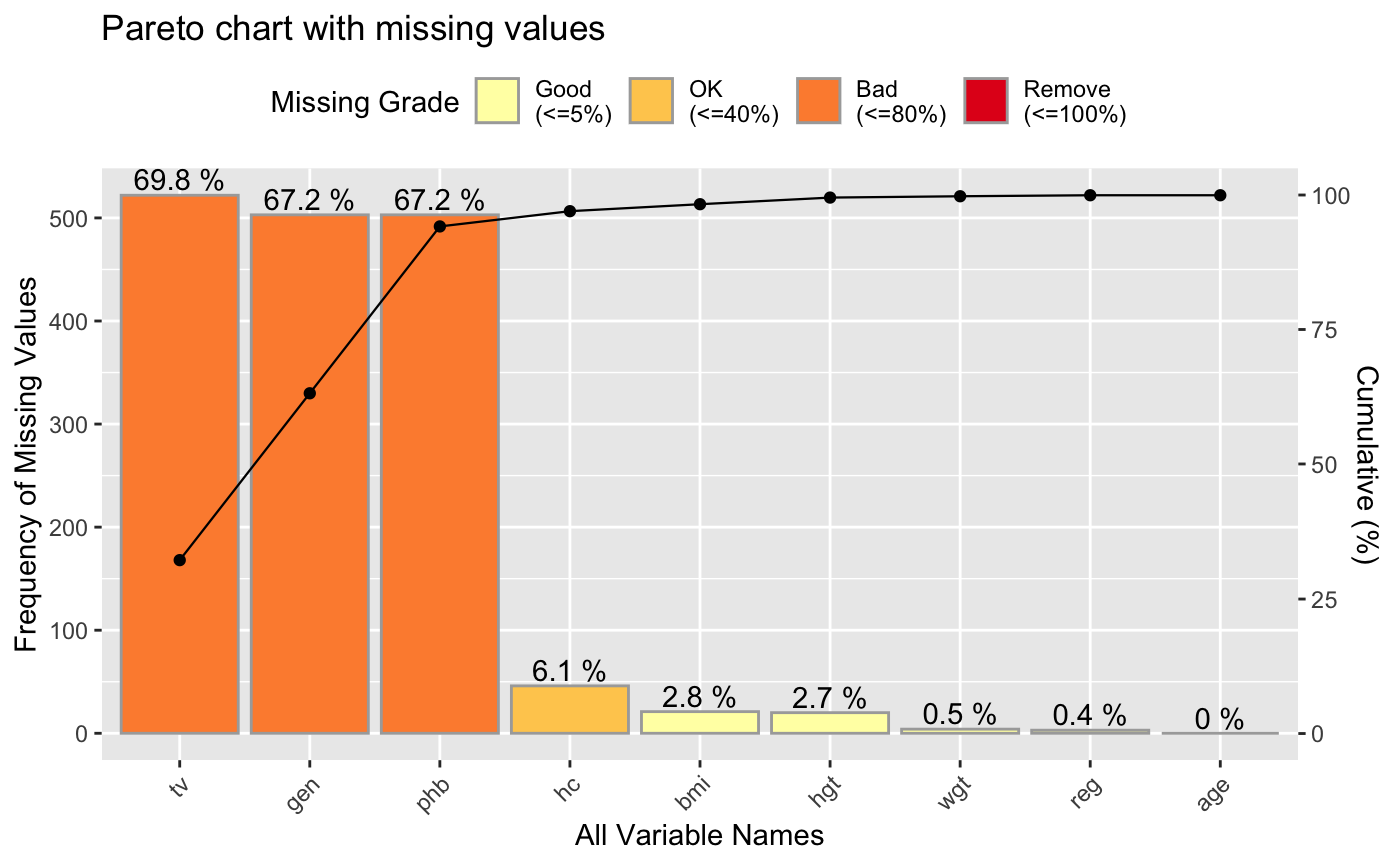 Pareto chart with missing values
Missing Grade
Good
(<=5%)
OK
(<=40%)
Bad
(<=80%)
Remove
(<=100%)
Frequency of Missing Values
500
400
300
200
100
0
69.8 %
67.2 %
67.2 %
6.1 %
2.8 %
2.7 %
0.5 %
0.4 %
0 %
100
75
50
25
0
Cumulative (%)
tv
gen
phb
hc
bmi
hgt
wgt
reg
age
All Variable Names